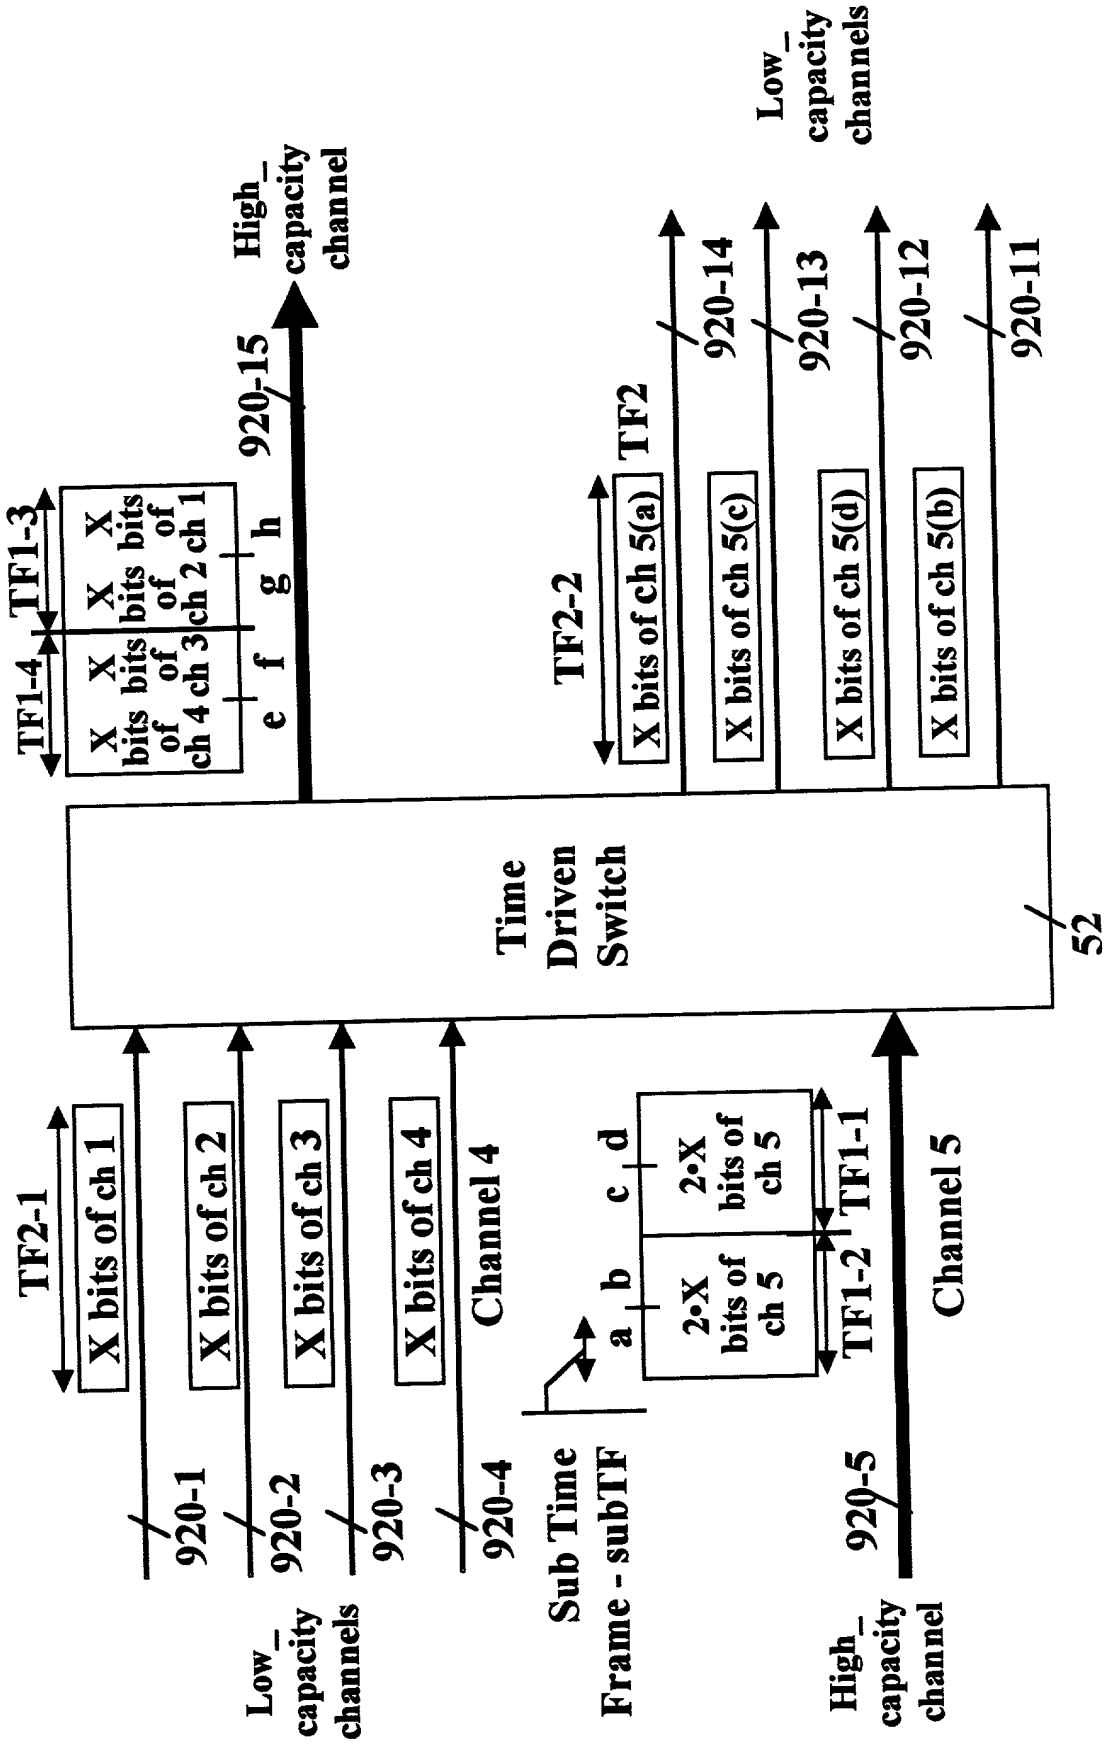 Low_
capacity
channels
920-1
920-2
920-3
920-4
TF2-1
X bits of ch 1
X bits of ch 2
X bits of ch 3
X bits of ch 4
Channel 4
Sub Time
Frame - subTF
a
b
c
d
2•X
bits of
ch 5
2•X
bits of
ch 5
TF1-2
TF1-1
High_
capacity
channel
920-5
Channel 5
Time
Driven
Switch
52
TF1-4
TF1-3
X X X X
bits bits bits bits
of of of of
ch 4 ch 3 ch 2 ch 1
e
f
g
h
920-15
High_
capacity
channel
TF2-2
TF2
X bits of ch 5(a)
920-14
X bits of ch 5(c)
920-13
X bits of ch 5(d)
920-12
X bits of ch 5(b)
920-11
Low_
capacity
channels